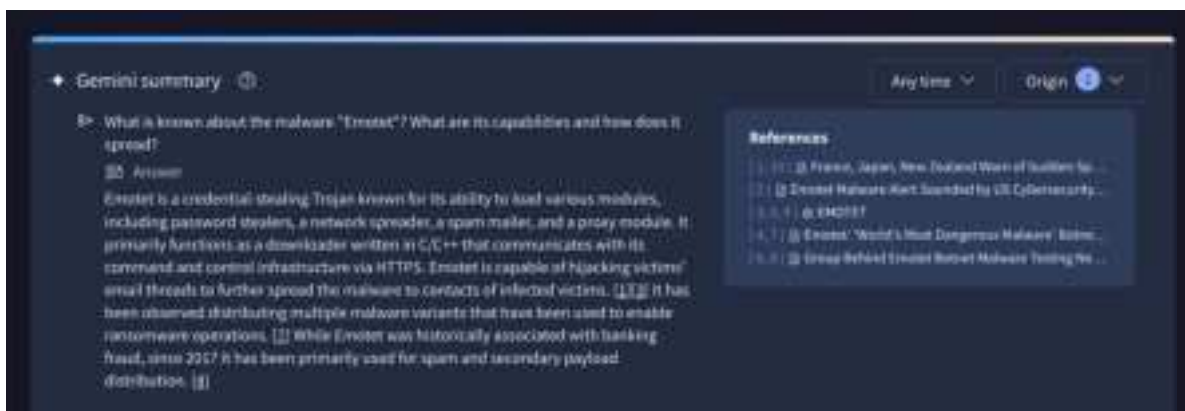 Gemini summary
Any time
Origin
What is known about the malware "Emotet"? What are its capabilities and how does it
spread?
Answer
Emotet is a credential stealing Trojan known for its ability to load various modules,
including password stealers, a network spreader, a spam mailer, and a proxy module. It
primarily functions as a downloader written in C/C++ that communicates with its
command and control infrastructure via HTTPS. Emotet is capable of hijacking victims'
email threads to further spread the malware to contacts of infected victims. It has
been observed distributing multiple malware variants that have been used to enable
ransomware operations. While Emotet was historically associated with banking
fraud, since 2017 it has been primarily used for spam and secondary payload
distribution.
References
France, Japan, New Zealand Warn of Sudden Sp...
Emotet Malware Alert Sounded by US Cybersecurity...
EMOTET
Emotet 'World's Most Dangerous Malware' Botne...
Group Behind Emotet Botnet Malware Testing Ne...